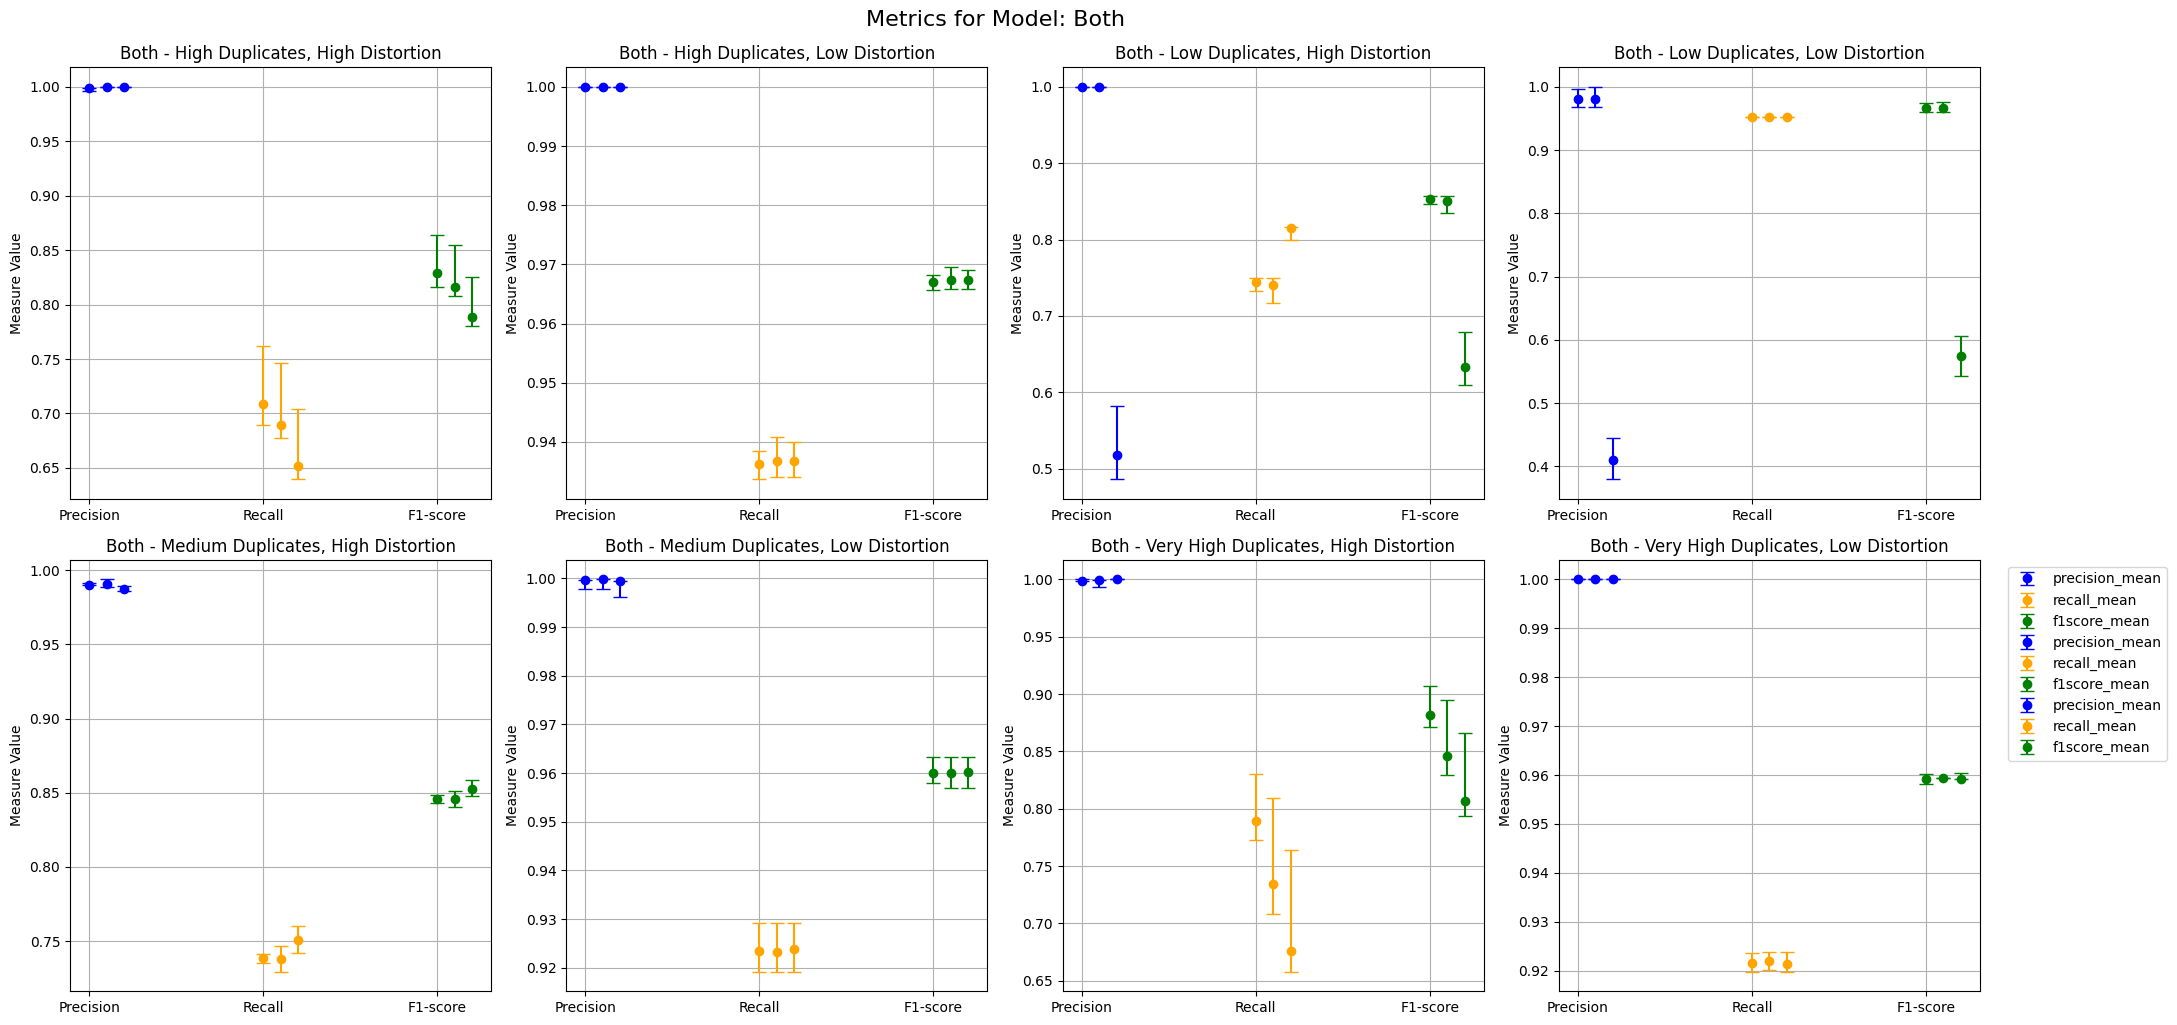 Metrics for Model: Both
Both - High Duplicates, High Distortion
Measure Value
1.00
0.95
0.90
0.85
0.80
0.75
0.70
0.65
Precision
Recall
F1-score
Both - High Duplicates, Low Distortion
Measure Value
1.00
0.99
0.98
0.97
0.96
0.95
0.94
Precision
Recall
F1-score
Both - Low Duplicates, High Distortion
Measure Value
1.0
0.9
0.8
0.7
0.6
0.5
Precision
Recall
F1-score
Both - Low Duplicates, Low Distortion
Measure Value
1.0
0.9
0.8
0.7
0.6
0.5
0.4
Precision
Recall
F1-score
Both - Medium Duplicates, High Distortion
Measure Value
1.00
0.95
0.90
0.85
0.80
0.75
Precision
Recall
F1-score
Both - Medium Duplicates, Low Distortion
Measure Value
1.00
0.99
0.98
0.97
0.96
0.95
0.94
0.93
0.92
Precision
Recall
F1-score
Both - Very High Duplicates, High Distortion
Measure Value
1.00
0.95
0.90
0.85
0.80
0.75
0.70
0.65
Precision
Recall
F1-score
Both - Very High Duplicates, Low Distortion
Measure Value
1.00
0.99
0.98
0.97
0.96
0.95
0.94
0.93
0.92
Precision
Recall
F1-score
precision_mean
recall_mean
f1score_mean
precision_mean
recall_mean
f1score_mean
precision_mean
recall_mean
f1score_mean